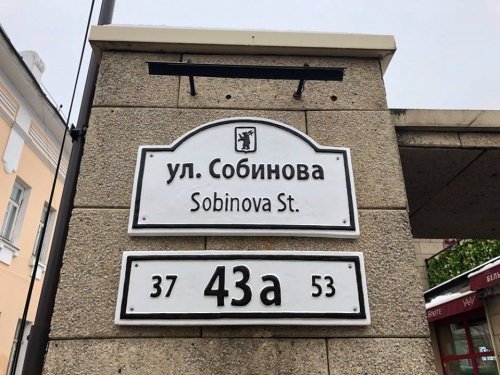 ул. Собинова
Sobinova St.
37 43а 53